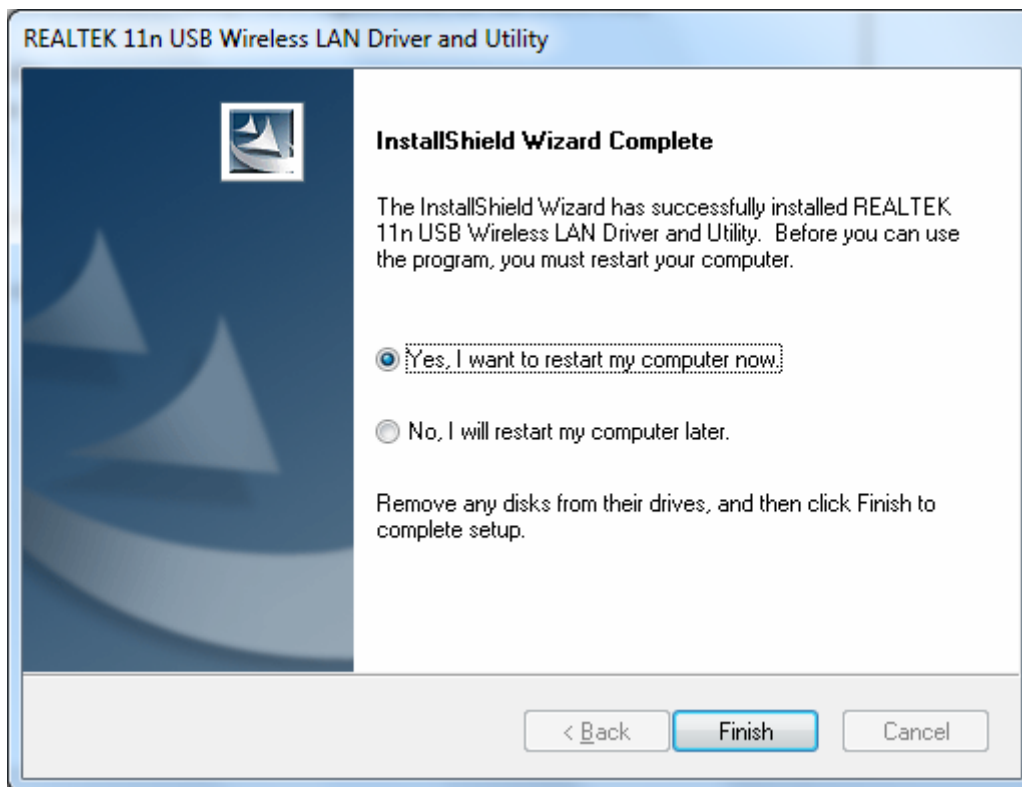 REALTEK 11n USB Wireless LAN Driver and Utility
InstallShield Wizard Complete
The InstallShield Wizard has successfully installed REALTEK
11n USB Wireless LAN Driver and Utility.  Before you can use
the program, you must restart your computer.
Yes, I want to restart my computer now.
No, I will restart my computer later.
Remove any disks from their drives, and then click Finish to
complete setup.
< Back
Finish
Cancel